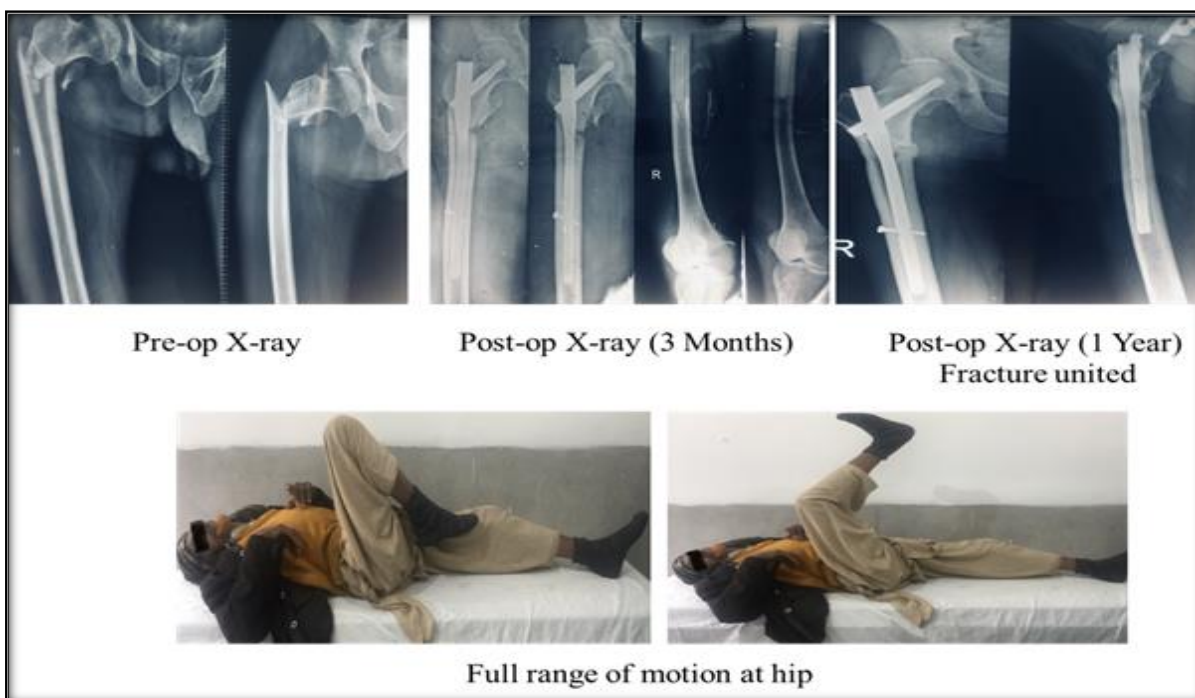 R
R
Pre-op X-ray
Post-op X-ray (3 Months)
Post-op X-ray (1 Year)
Fracture united
Full range of motion at hip